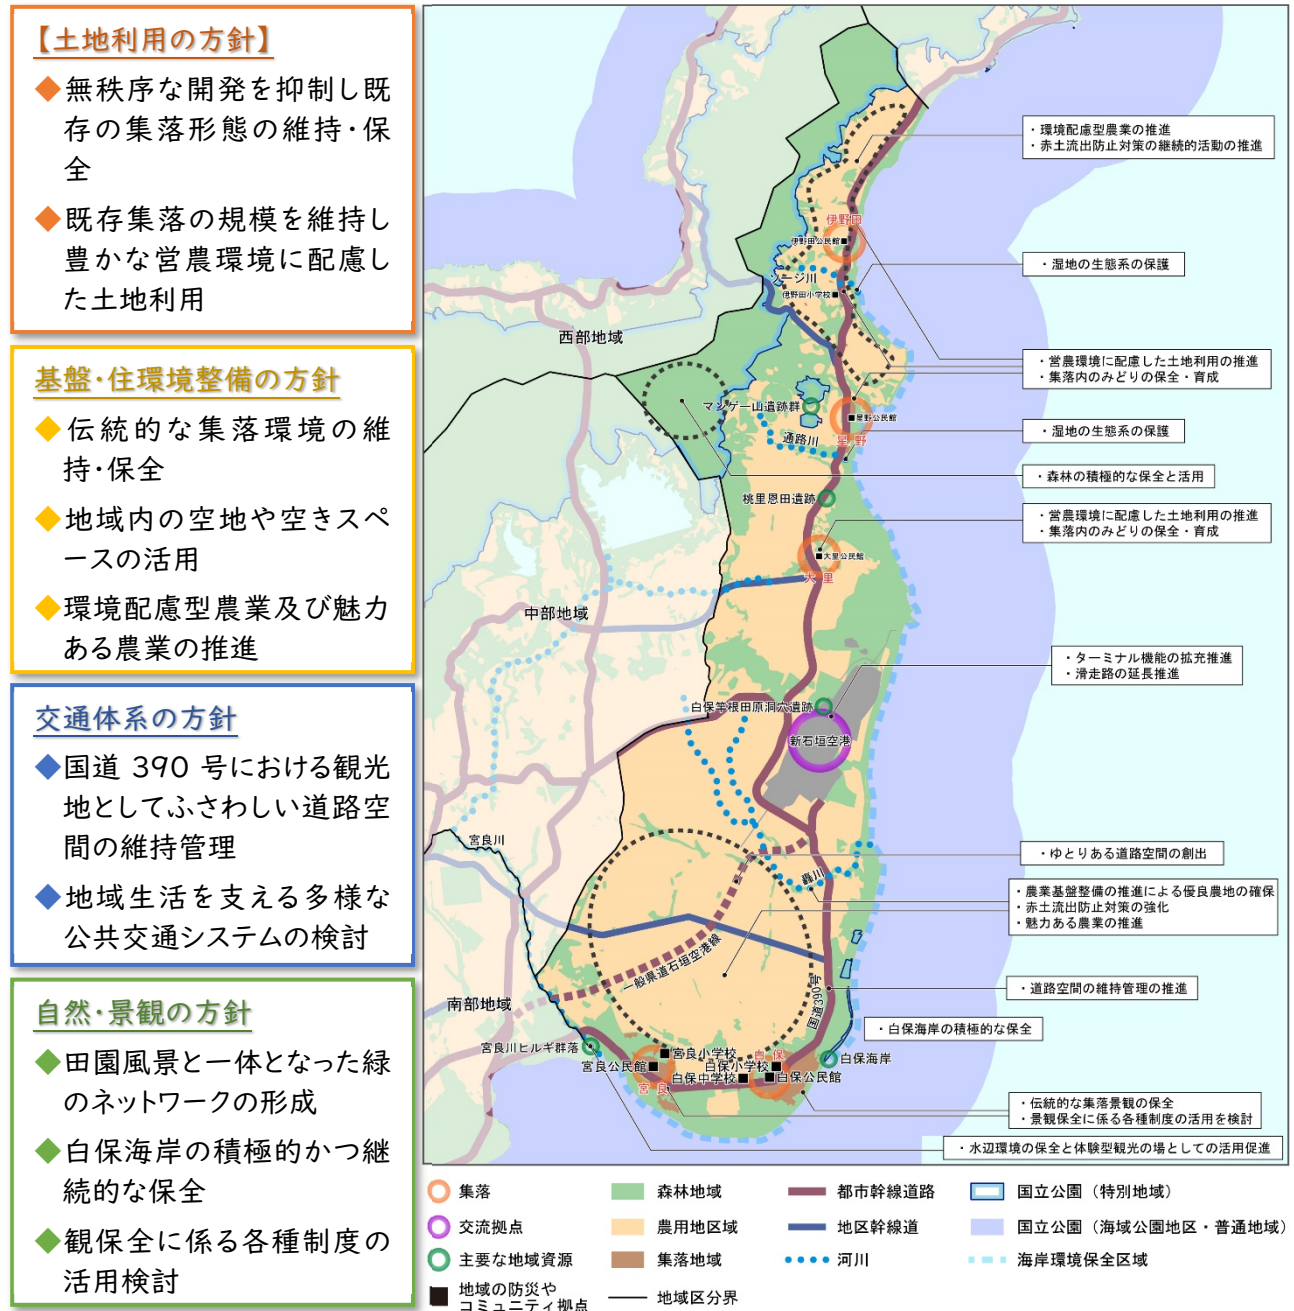 【土地利用の方針】
◆無秩序な開発を抑制し既
存の集落形態の維持・保
全
◆既存集落の規模を維持し
豊かな営農環境に配慮し
た土地利用
基盤・住環境整備の方針
◆伝統的な集落環境の維
持・保全
◆地域内の空地や空きスペ
ースの活用
◆環境配慮型農業及び魅力
ある農業の推進
交通体系の方針
◆国道 390 号における観光
地としてふさわしい道路空
間の維持管理
◆地域生活を支える多様な
公共交通システムの検討
自然・景観の方針
◆田園風景と一体となった緑
のネットワークの形成
◆白保海岸の積極的かつ継
続的な保全
◆観保全に係る各種制度の
活用検討
・環境配慮型農業の推進
・赤土流出防止対策の継続的活動の推進
伊野田
伊野田公民館
・湿地の生態系の保護
ソージ川
伊野田小学校
西部地域
・営農環境に配慮した土地利用の推進
・集落内のみどりの保全・育成
マンゲー山遺跡群
星野公民館
通路川
星野
・湿地の生態系の保護
・森林の積極的な保全と活用
桃里恩田遺跡
・営農環境に配慮した土地利用の推進
・集落内のみどりの保全・育成
大里公民館
大里
中部地域
・ターミナル機能の拡充推進
・滑走路の延長推進
白保竿根田原洞穴遺跡
新石垣空港
宮良川
・ゆとりある道路空間の創出
轟川
・農業基盤整備の推進による優良農地の確保
・赤土流出防止対策の強化
・魅力ある農業の推進
一般県道石垣空港線
国道390号
・道路空間の維持管理の推進
南部地域
・白保海岸の積極的な保全
宮良川ヒルギ群落
宮良小学校
宮良公民館
宮良
白保
白保小学校
白保中学校
白保公民館
白保海岸
・伝統的な集落景観の保全
・景観保全に係る各種制度の活用を検討
・水辺環境の保全と体験型観光の場としての活用促進
集落
森林地域
都市幹線道路
国立公園（特別地域）
交流拠点
農用地区域
地区幹線道
国立公園（海域公園地区・普通地域）
主要な地域資源
集落地域
河川
海岸環境保全区域
地域の防災や
コミュニティ拠点
地域区分界